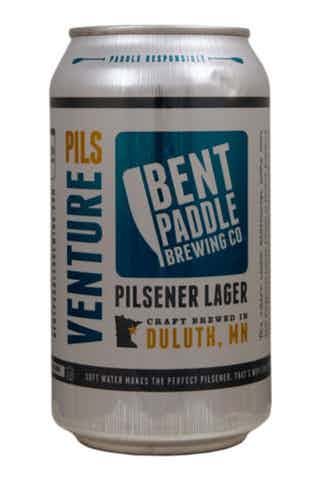 PADDLE RESPONSIBLY
VENTURE PILS
BENT
PADDLE
BREWING CO
PILSENER LAGER
CRAFT BREWED IN
DULUTH, MN
SOFT WATER MAKES THE PERFECT PILSENER. THAT'S WHY